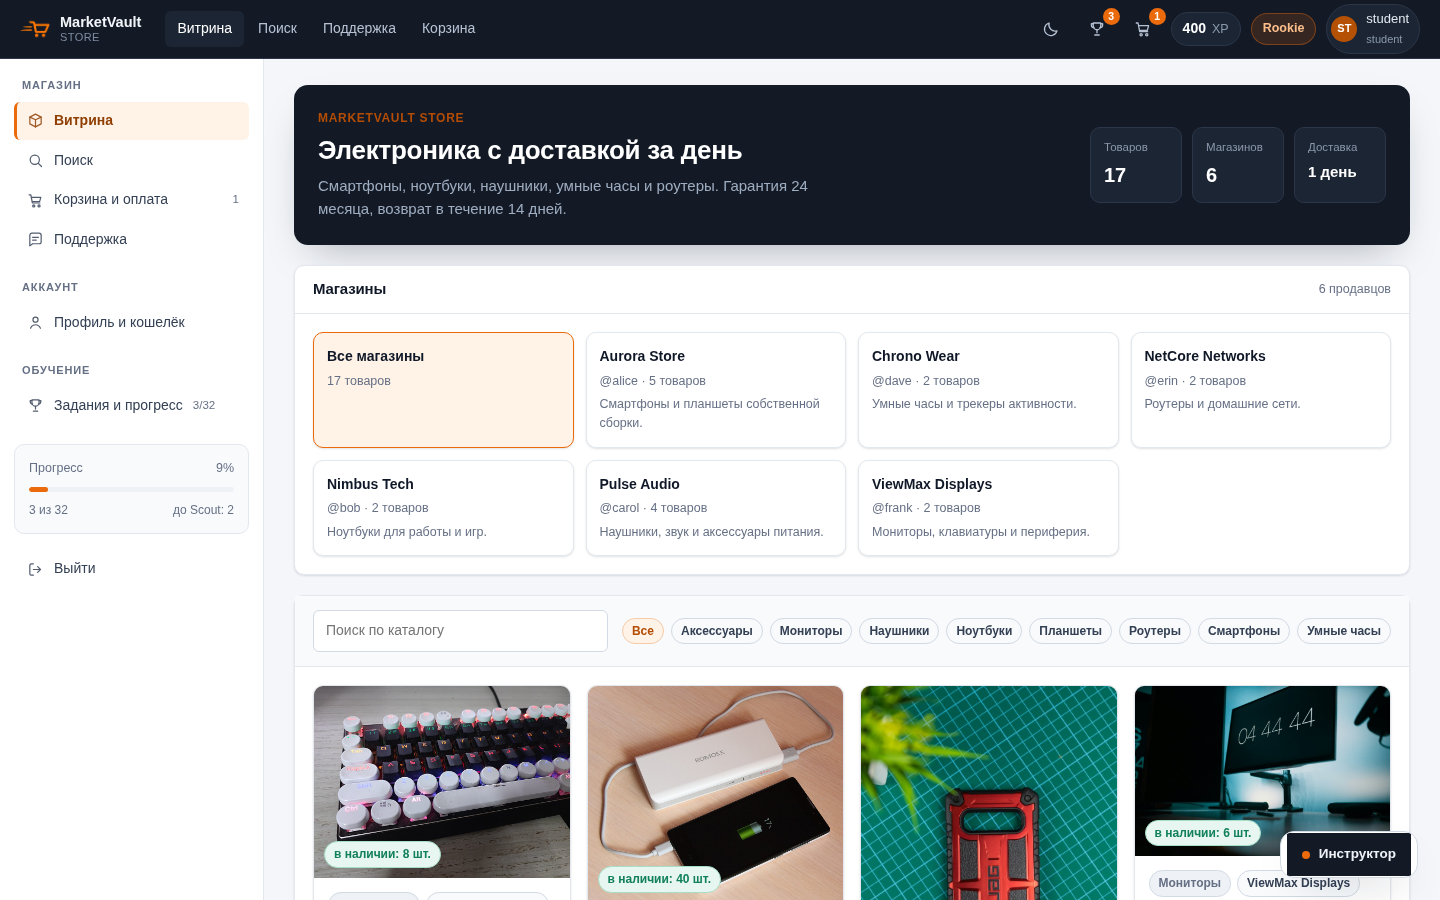 MarketVault
STORE
Витрина
Поиск
Поддержка
Корзина
3
1
400 XP
Rookie
ST
student
student
МАГАЗИН
Витрина
Поиск
Корзина и оплата 1
Поддержка
АККАУНТ
Профиль и кошелёк
ОБУЧЕНИЕ
Задания и прогресс 3/32
Прогресс 9%
3 из 32 до Scout: 2
Выйти
MARKETVAULT STORE
Электроника с доставкой за день
Смартфоны, ноутбуки, наушники, умные часы и роутеры. Гарантия 24
месяца, возврат в течение 14 дней.
Товаров
17
Магазинов
6
Доставка
1 день
Магазины
6 продавцов
Все магазины
17 товаров
Aurora Store
@alice · 5 товаров
Смартфоны и планшеты собственной
сборки.
Chrono Wear
@dave · 2 товаров
Умные часы и трекеры активности.
NetCore Networks
@erin · 2 товаров
Роутеры и домашние сети.
Nimbus Tech
@bob · 2 товаров
Ноутбуки для работы и игр.
Pulse Audio
@carol · 4 товаров
Наушники, звук и аксессуары питания.
ViewMax Displays
@frank · 2 товаров
Мониторы, клавиатуры и периферия.
Поиск по каталогу
Все
Аксессуары
Мониторы
Наушники
Ноутбуки
Планшеты
Роутеры
Смартфоны
Умные часы
в наличии: 8 шт.
ROMOSS
в наличии: 40 шт.
04 44 44
в наличии: 6 шт.
Мониторы
ViewMax Displays
Инструктор